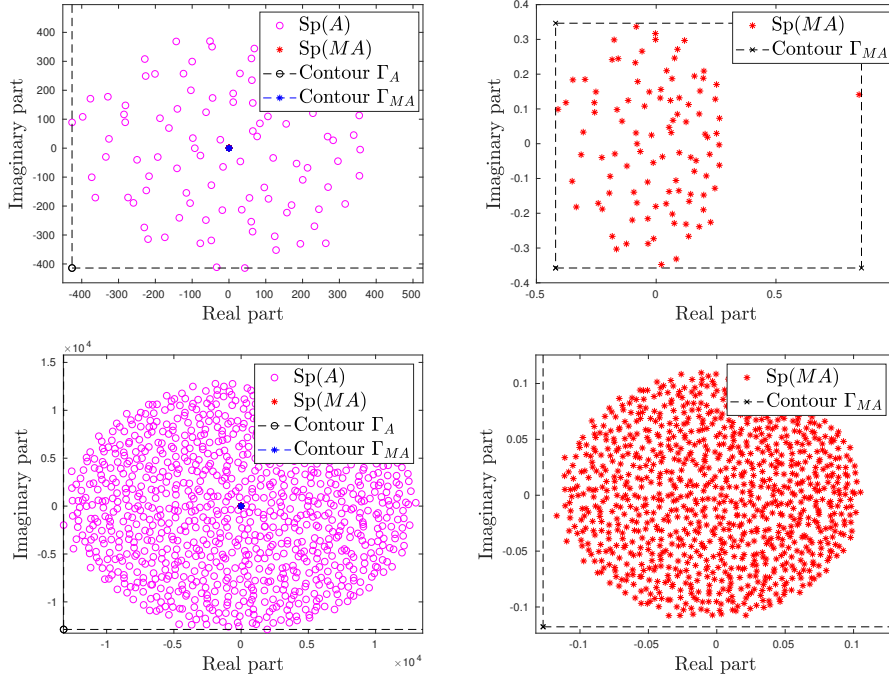 Sp(A)
Sp(MA)
Contour Γ_A
Contour Γ_MA
400
300
200
100
0
-100
-200
-300
-400
-400 -300 -200 -100 0 100 200 300 400 500
Imaginary part
Real part
Sp(MA)
Contour Γ_MA
0.4
0.3
0.2
0.1
0
-0.1
-0.2
-0.3
-0.4
-0.5 0 0.5
Imaginary part
Real part
×10⁴
Sp(A)
Sp(MA)
Contour Γ_A
Contour Γ_MA
1.5
1
0.5
0
-0.5
-1
-1 -0.5 0 0.5 1
×10⁴
Imaginary part
Real part
Sp(MA)
Contour Γ_MA
0.1
0.05
0
-0.05
-0.1
-0.1 -0.05 0 0.05 0.1
Imaginary part
Real part